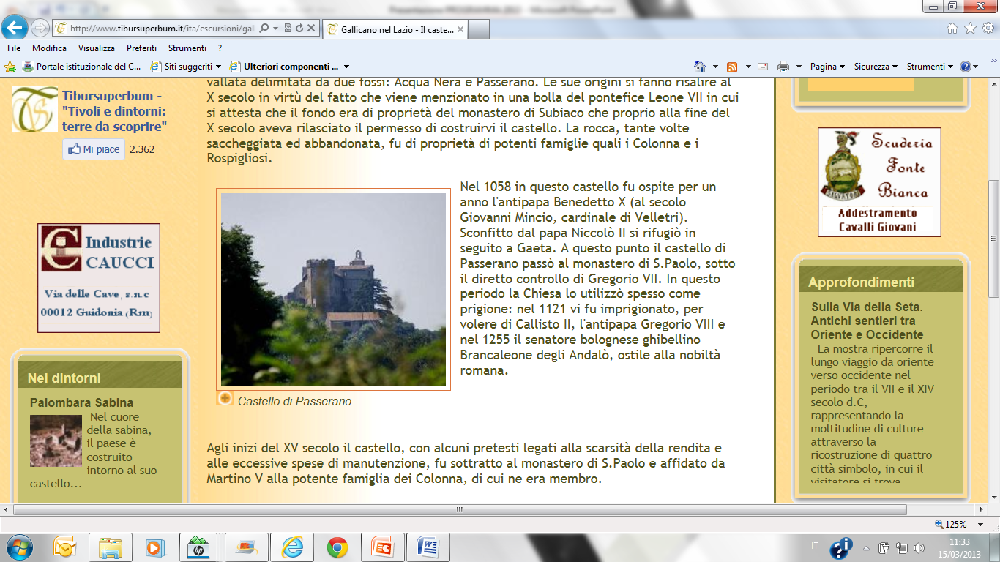 http://www.tibursuperbum.it/ita/escursioni/gall
Gallicano nel Lazio - Il caste...
File Modifica Visualizza Preferiti Strumenti ?
Portale istituzionale del C... Siti suggeriti Ulteriori componenti ... Pagina Sicurezza Strumenti
Tibursuperbum -
"Tivoli e dintorni:
terre da scoprire"
Mi piace 2.362
Industrie
CAUCCI
Via delle Cave, s.n.c
00012 Guidonia (Rm)
Nei dintorni
Palombara Sabina
Nel cuore
della sabina,
il paese è
costruito
intorno al suo
castello...
vallata delimitata da due fossi: Acqua Nera e Passerano. Le sue origini si fanno risalire al
X secolo in virtù del fatto che viene menzionato in una bolla del pontefice Leone VII in cui
si attesta che il fondo era di proprietà del monastero di Subiaco che proprio alla fine del
X secolo aveva rilasciato il permesso di costruirvi il castello. La rocca, tante volte
saccheggiata ed abbandonata, fu di proprietà di potenti famiglie quali i Colonna e i
Rospigliosi.
Nel 1058 in questo castello fu ospite per un
anno l'antipapa Benedetto X (al secolo
Giovanni Mincio, cardinale di Velletri).
Sconfitto dal papa Niccolò II si rifugiò in
seguito a Gaeta. A questo punto il castello di
Passerano passò al monastero di S.Paolo, sotto
il diretto controllo di Gregorio VII. In questo
periodo la Chiesa lo utilizzò spesso come
prigione: nel 1121 vi fu imprigionato, per
volere di Callisto II, l'antipapa Gregorio VIII e
nel 1255 il senatore bolognese ghibellino
Brancaleone degli Andalò, ostile alla nobiltà
romana.
Castello di Passerano
Agli inizi del XV secolo il castello, con alcuni pretesti legati alla scarsità della rendita e
alle eccessive spese di manutenzione, fu sottratto al monastero di S.Paolo e affidato da
Martino V alla potente famiglia dei Colonna, di cui ne era membro.
Scuderia
Fonte
Bianca
SALVATORI
Addestramento
Cavalli Giovani
Approfondimenti
Sulla Via della Seta.
Antichi sentieri tra
Oriente e Occidente
La mostra ripercorre il
lungo viaggio da oriente
verso occidente nel
periodo tra il VII e il XIV
secolo d.C,
rappresentando la
moltitudine di culture
attraverso la
ricostruzione di quattro
città simbolo, in cui il
visitatore si trova
125%
IT
11:33
15/03/2013